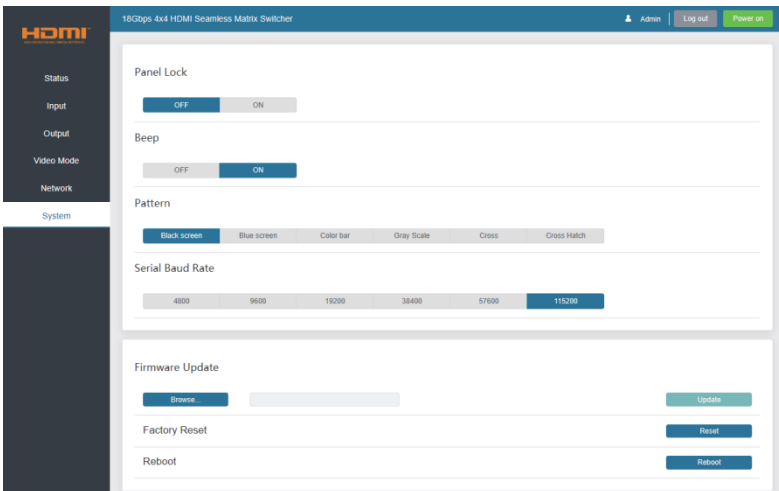 HDMI
18Gbps 4x4 HDMI Seamless Matrix Switcher
Admin
Log out
Power on
Status
Input
Output
Video Mode
Network
System
Panel Lock
OFF ON
Beep
OFF ON
Pattern
Black screen Blue screen Color bar Gray Scale Cross Cross Hatch
Serial Baud Rate
4800 9600 19200 38400 57600 115200
Firmware Update
Browse... Update
Factory Reset Reset
Reboot Reboot